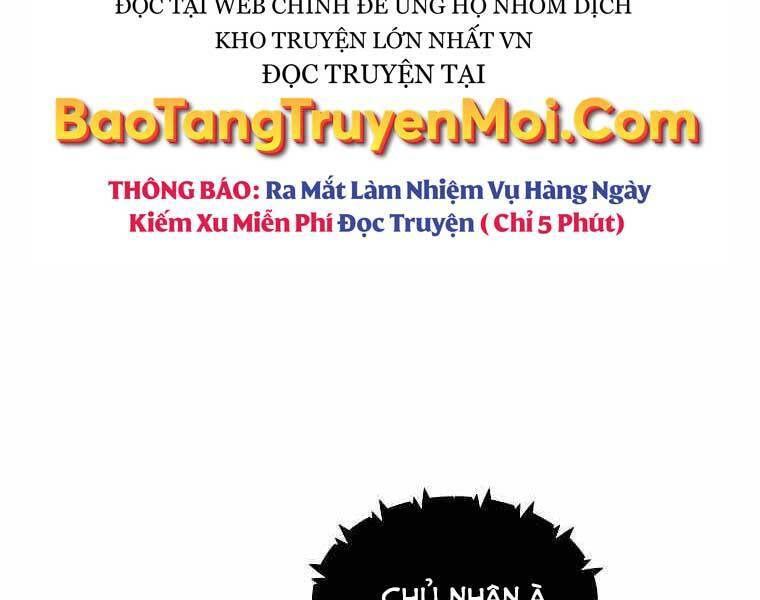 ĐỌC TẠI WEB CHÍNH ĐỂ ỦNG HỘ NHÓM DỊCH
KHO TRUYỆN LỚN NHẤT VN
ĐỌC TRUYỆN TẠI
BaoTangTruyenMoi.Com
THÔNG BÁO: Ra Mắt Làm Nhiệm Vụ Hàng Ngày
Kiếm Xu Miễn Phí Đọc Truyện ( Chỉ 5 Phút)
CHỦ NHÂN À